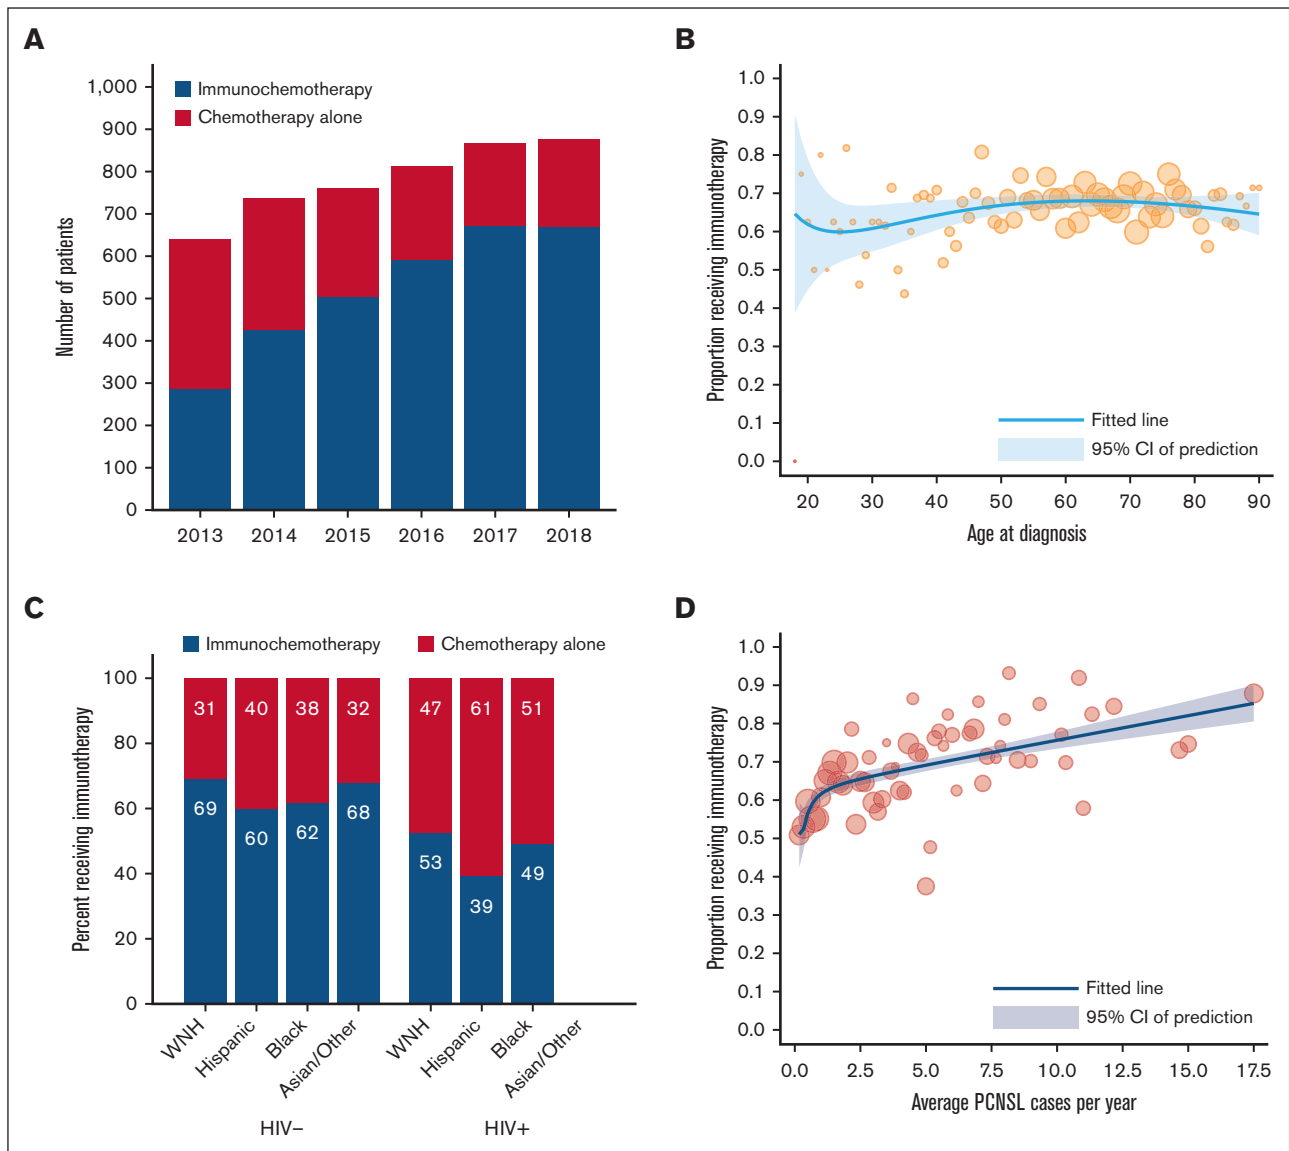 A
Immunochemotherapy
Chemotherapy alone
Number of patients
1,000
900
800
700
600
500
400
300
200
100
0
2013 2014 2015 2016 2017 2018
B
Proportion receiving immunotherapy
1.0
0.9
0.8
0.7
0.6
0.5
0.4
0.3
0.2
0.1
0.0
Fitted line
95% CI of prediction
20 30 40 50 60 70 80 90
Age at diagnosis
C
Immunochemotherapy Chemotherapy alone
Percent receiving immunotherapy
100
80
60
40
20
0
31 40 38 32 47 61 51
69 60 62 68 53 39 49
WNH Hispanic Black Asian/Other WNH Hispanic Black Asian/Other
HIV– HIV+
D
Proportion receiving immunotherapy
1.0
0.9
0.8
0.7
0.6
0.5
0.4
0.3
0.2
0.1
0.0
Fitted line
95% CI of prediction
0.0 2.5 5.0 7.5 10.0 12.5 15.0 17.5
Average PCNSL cases per year